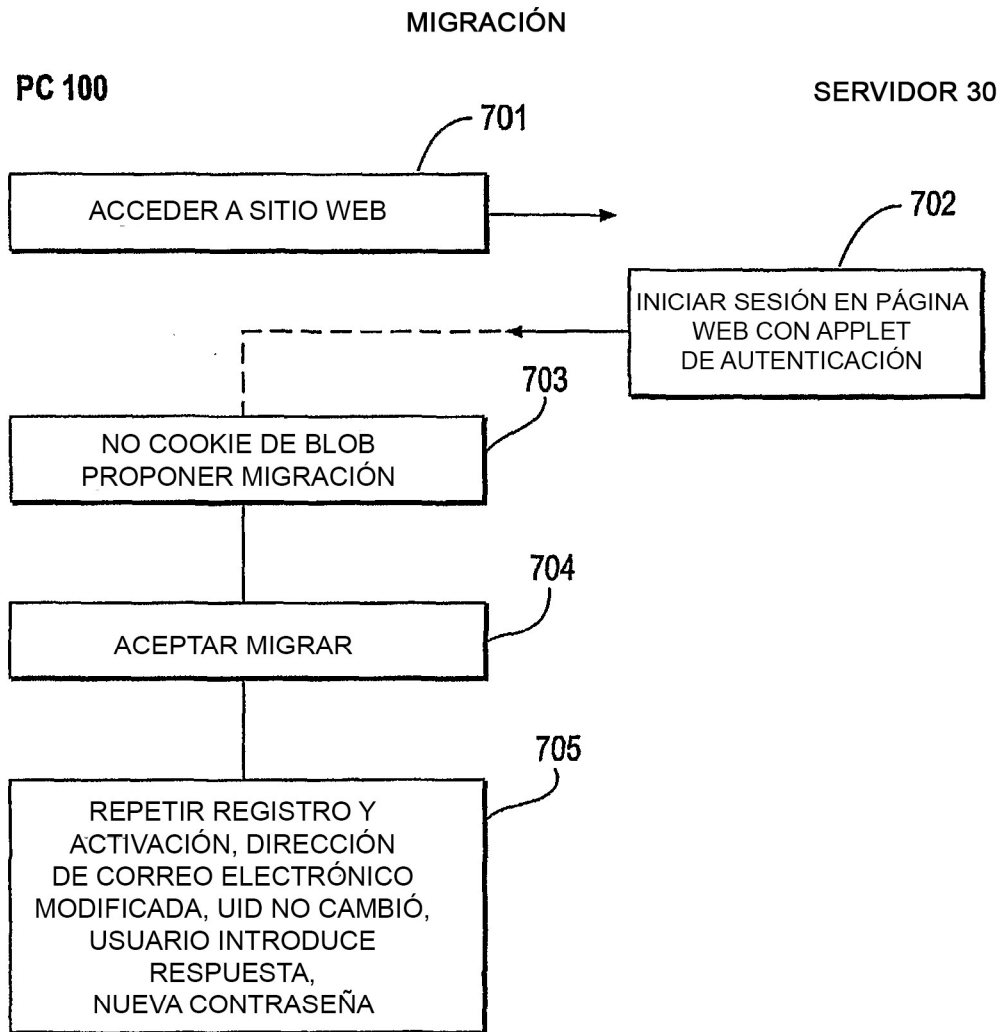 MIGRACIÓN
PC 100
SERVIDOR 30
701
ACCEDER A SITIO WEB
702
INICIAR SESIÓN EN PÁGINA
WEB CON APPLET
DE AUTENTICACIÓN
703
NO COOKIE DE BLOB
PROPONER MIGRACIÓN
704
ACEPTAR MIGRAR
705
REPETIR REGISTRO Y
ACTIVACIÓN, DIRECCIÓN
DE CORREO ELECTRÓNICO
MODIFICADA, UID NO CAMBIÓ,
USUARIO INTRODUCE
RESPUESTA,
NUEVA CONTRASEÑA